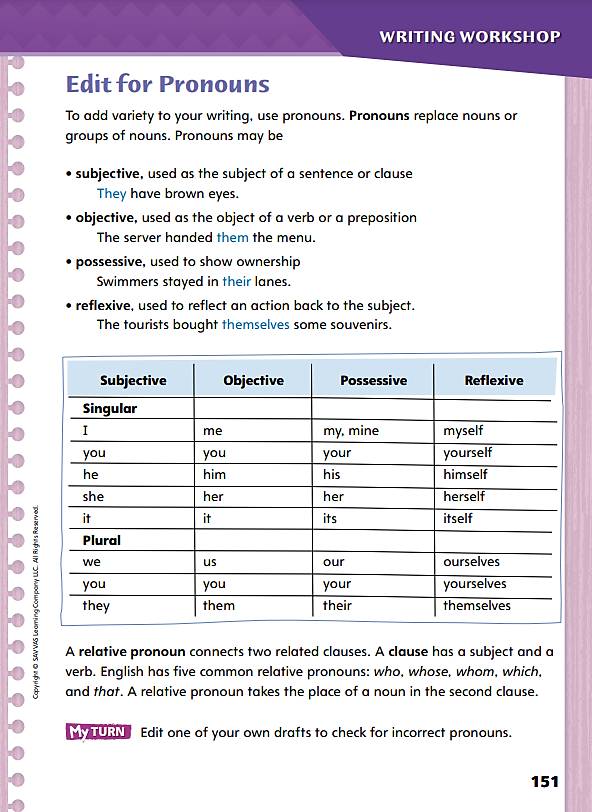 WRITING WORKSHOP
Edit for Pronouns
To add variety to your writing, use pronouns. Pronouns replace nouns or
groups of nouns. Pronouns may be
• subjective, used as the subject of a sentence or clause
They have brown eyes.
• objective, used as the object of a verb or a preposition
The server handed them the menu.
• possessive, used to show ownership
Swimmers stayed in their lanes.
• reflexive, used to reflect an action back to the subject.
The tourists bought themselves some souvenirs.
Subjective Objective Possessive Reflexive
Singular
I me my, mine myself
you you your yourself
he him his himself
she her her herself
it it its itself
Plural
we us our ourselves
you you your yourselves
they them their themselves
A relative pronoun connects two related clauses. A clause has a subject and a
verb. English has five common relative pronouns: who, whose, whom, which,
and that. A relative pronoun takes the place of a noun in the second clause.
My TURN Edit one of your own drafts to check for incorrect pronouns.
Copyright © SAVVAS Learning Company LLC. All Rights Reserved.
151